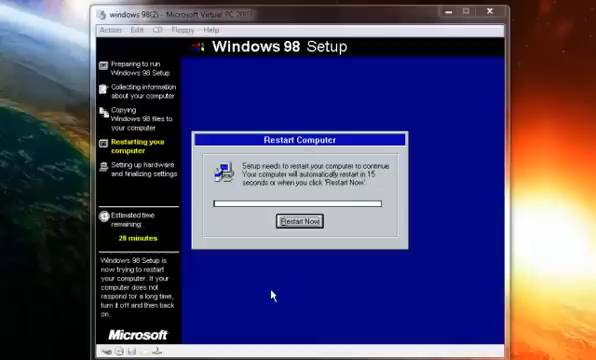 windows 98(2) - Microsoft Virtual PC 2007
Action Edit CD Floppy Help
Windows 98 Setup
Preparing to run
Windows 98 Setup
Collecting information
about your computer
Copying
Windows 98 files to
your computer
Restarting your
computer
Setting up hardware
and finalizing settings
Estimated time
remaining:
20 minutes
Windows 98 Setup is
now trying to restart
your computer. If your
computer does not
respond for a long time,
turn it off and then back
on.
Microsoft
Restart Computer
Setup needs to restart your computer to continue.
Your computer will automatically restart in 15
seconds or when you click 'Restart Now'.
Restart Now